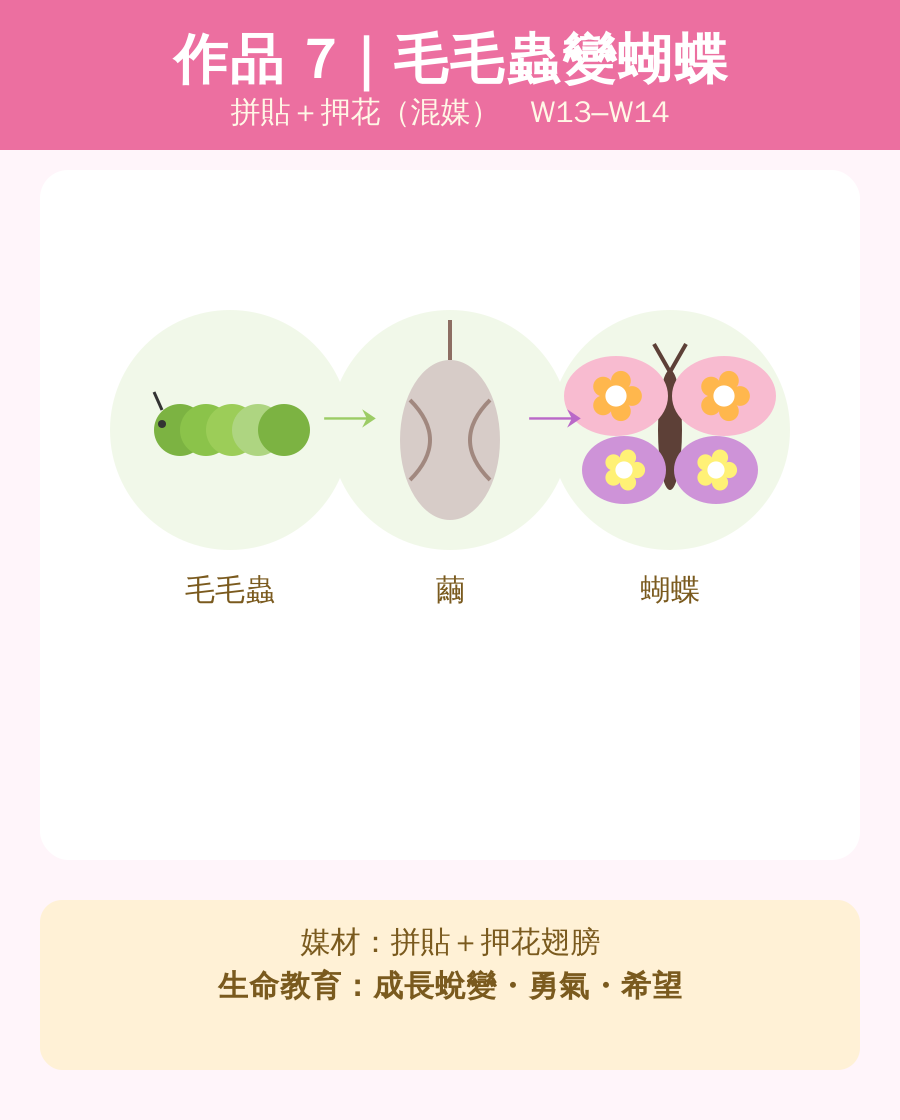 作品 7｜毛毛蟲變蝴蝶
拼貼＋押花（混媒）　W13–W14
毛毛蟲
繭
蝴蝶
媒材：拼貼＋押花翅膀
生命教育：成長蛻變・勇氣・希望